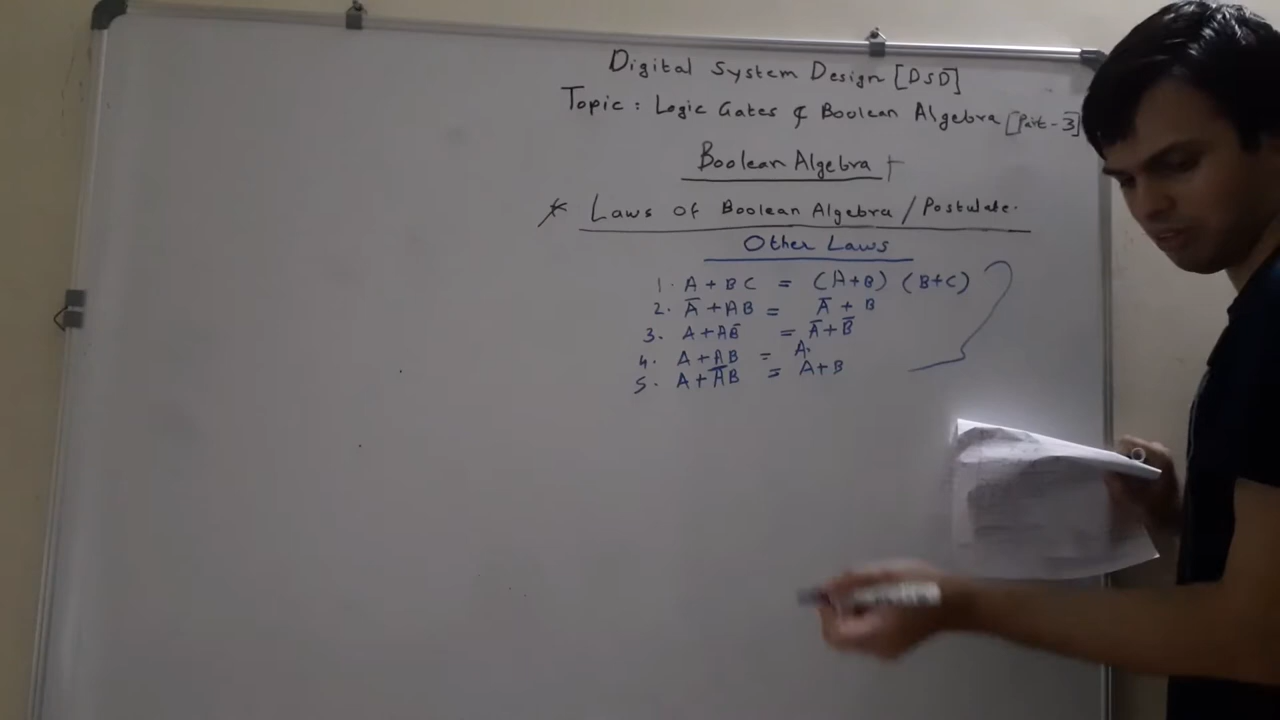 Digital System Design [DSD]
Topic : Logic Gates & Boolean Algebra [Part-3]
Boolean Algebra
* Laws of Boolean Algebra / Postulate.
Other Laws
1. A + BC = (A+B) (B+C)
2. A̅ + AB = A̅ + B
3. A + AB̅ = A̅ + B̅
4. A + AB = A.
5. A + A̅B = A+B